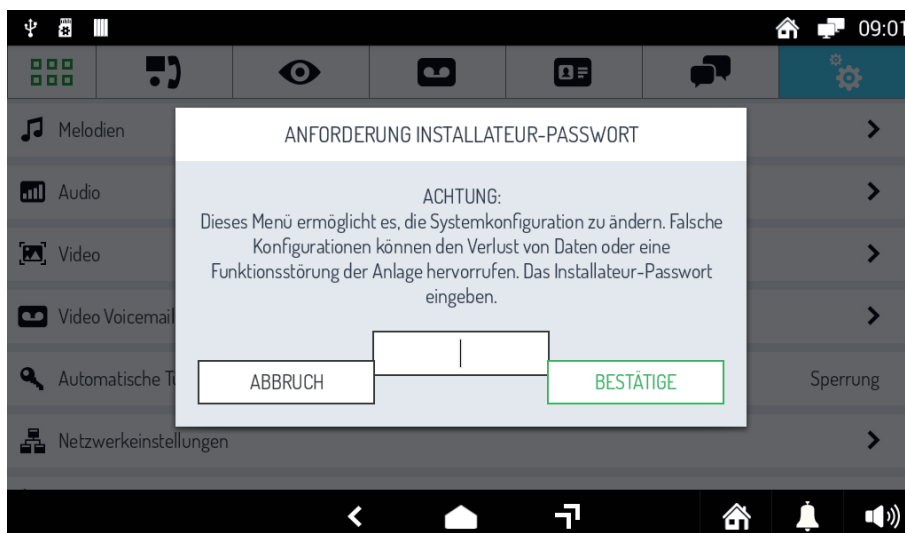 09:01
Melodien
ANFORDERUNG INSTALLATEUR-PASSWORT
Audio
ACHTUNG:
Dieses Menü ermöglicht es, die Systemkonfiguration zu ändern. Falsche
Konfigurationen können den Verlust von Daten oder eine
Funktionsstörung der Anlage hervorrufen. Das Installateur-Passwort
eingeben.
Video
Video Voicemail
Automatische
ABBRUCH
BESTÄTIGE
Sperrung
Netzwerkeinstellungen